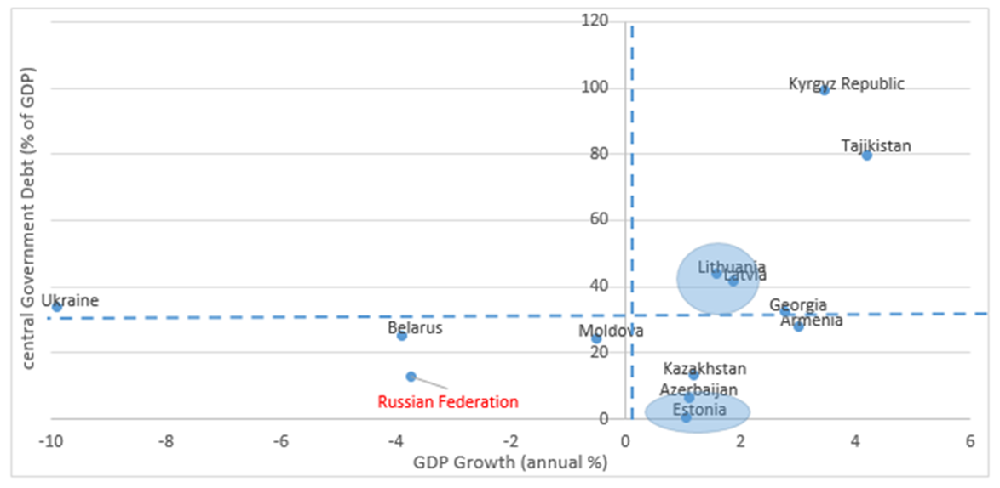 120
100
80
60
40
20
0
central Government Debt (% of GDP)
Kyrgyz Republic
Tajikistan
Lithuania
Latvia
Ukraine
Georgia
Armenia
Belarus
Moldova
Kazakhstan
Azerbaijan
Russian Federation
Estonia
-10 -8 -6 -4 -2 0 2 4 6
GDP Growth (annual %)